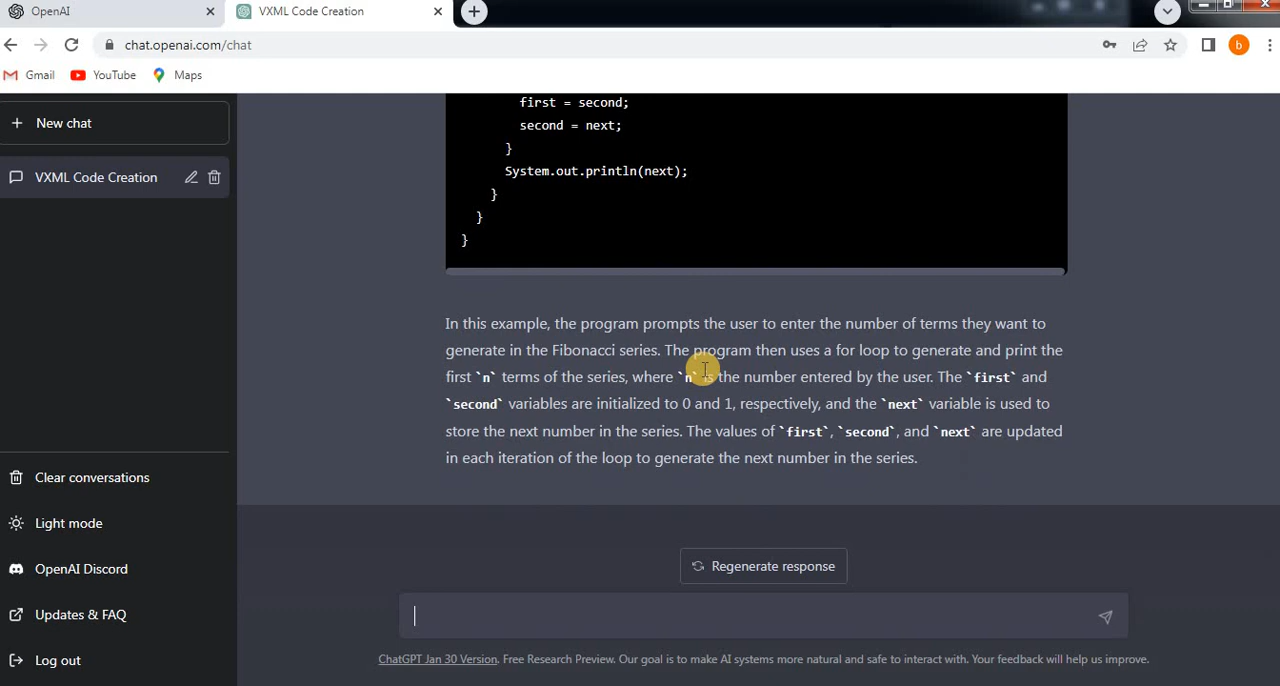 OpenAI
VXML Code Creation
chat.openai.com/chat
b
Gmail
YouTube
Maps
New chat
VXML Code Creation
first = second;
second = next;
}
System.out.println(next);
}
}
}
In this example, the program prompts the user to enter the number of terms they want to
generate in the Fibonacci series. The program then uses a for loop to generate and print the
first `n` terms of the series, where `n` is the number entered by the user. The `first` and
`second` variables are initialized to 0 and 1, respectively, and the `next` variable is used to
store the next number in the series. The values of `first`, `second`, and `next` are updated
in each iteration of the loop to generate the next number in the series.
Clear conversations
Light mode
OpenAI Discord
Updates & FAQ
Log out
Regenerate response
ChatGPT Jan 30 Version. Free Research Preview. Our goal is to make AI systems more natural and safe to interact with. Your feedback will help us improve.